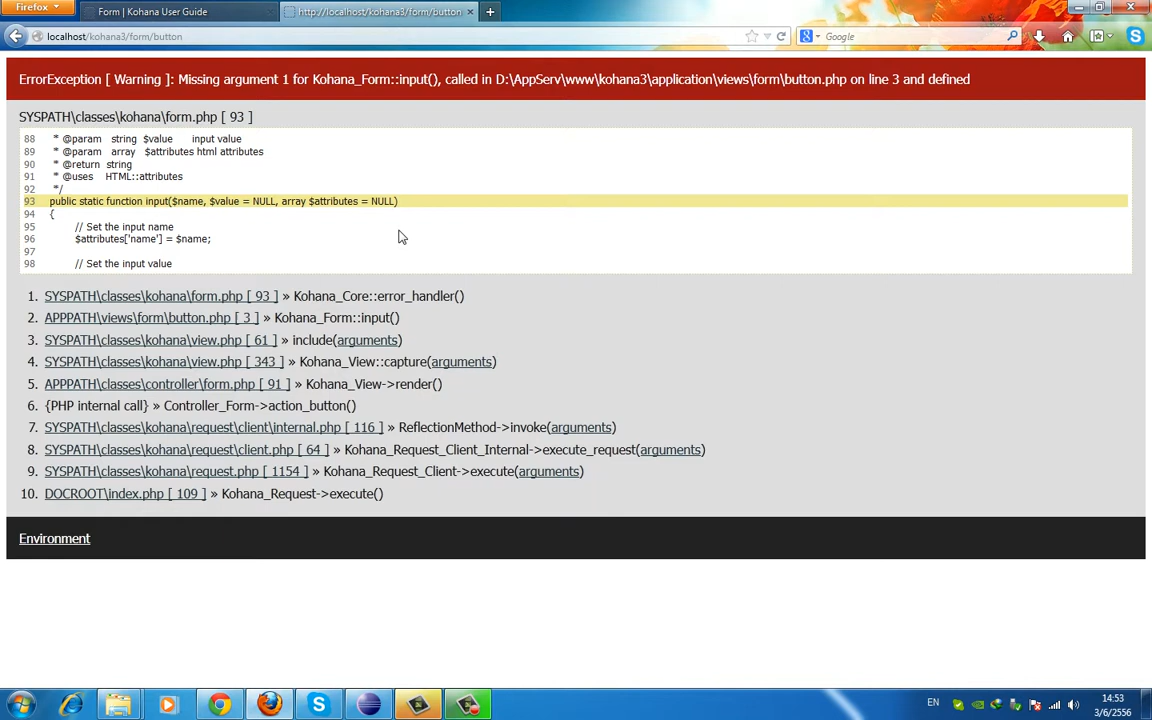 Firefox
Form | Kohana User Guide
http://localhost/kohana3/form/button
localhost/kohana3/form/button
Google
ErrorException [ Warning ]: Missing argument 1 for Kohana_Form::input(), called in D:\AppServ\www\kohana3\application\views\form\button.php on line 3 and defined
SYSPATH\classes\kohana\form.php [ 93 ]
88 * @param string $value input value
89 * @param array $attributes html attributes
90 * @return string
91 * @uses HTML::attributes
92 */
93 public static function input($name, $value = NULL, array $attributes = NULL)
94 {
95 // Set the input name
96 $attributes['name'] = $name;
97
98 // Set the input value
1. SYSPATH\classes\kohana\form.php [ 93 ] » Kohana_Core::error_handler()
2. APPPATH\views\form\button.php [ 3 ] » Kohana_Form::input()
3. SYSPATH\classes\kohana\view.php [ 61 ] » include(arguments)
4. SYSPATH\classes\kohana\view.php [ 343 ] » Kohana_View::capture(arguments)
5. APPPATH\classes\controller\form.php [ 91 ] » Kohana_View->render()
6. {PHP internal call} » Controller_Form->action_button()
7. SYSPATH\classes\kohana\request\client\internal.php [ 116 ] » ReflectionMethod->invoke(arguments)
8. SYSPATH\classes\kohana\request\client.php [ 64 ] » Kohana_Request_Client_Internal->execute_request(arguments)
9. SYSPATH\classes\kohana\request.php [ 1154 ] » Kohana_Request_Client->execute(arguments)
10. DOCROOT\index.php [ 109 ] » Kohana_Request->execute()
Environment
EN
14:53
3/6/2556